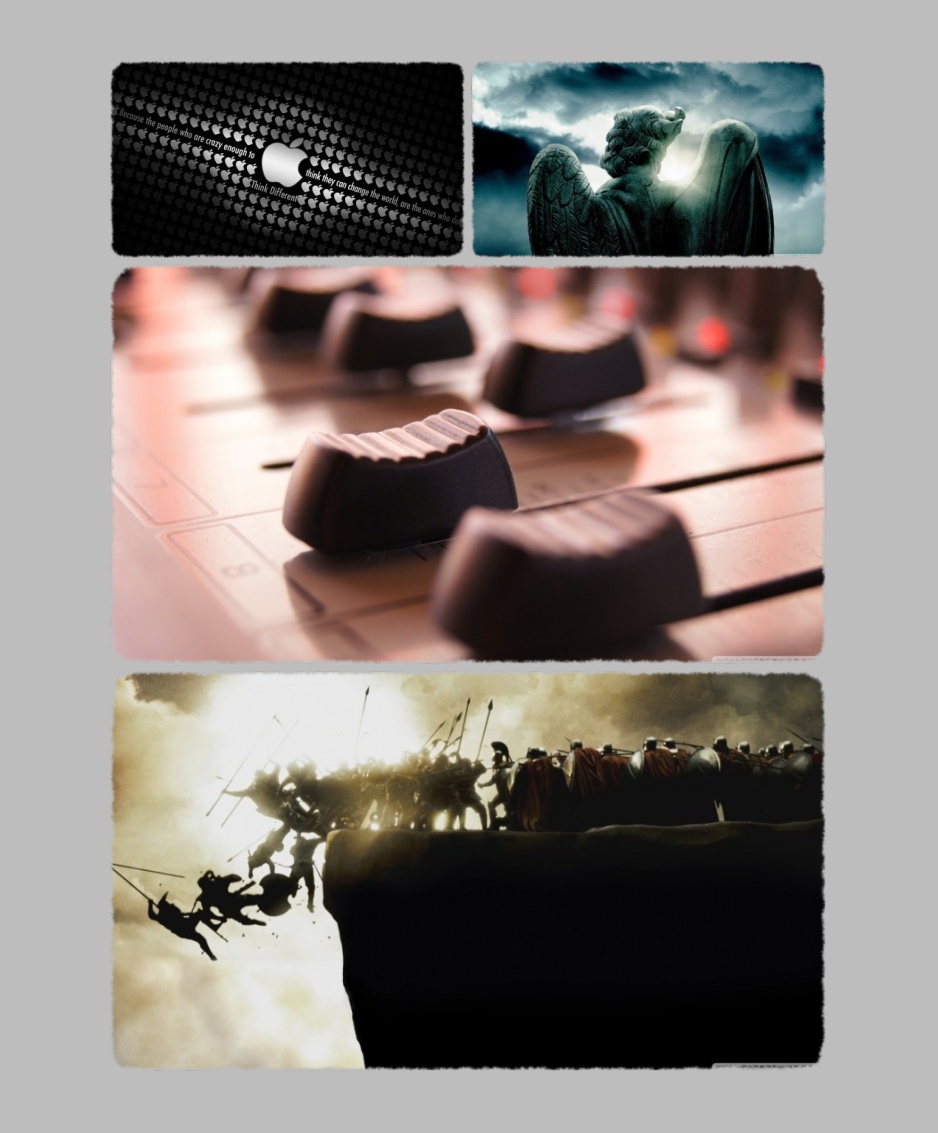 Because the people who are crazy enough to think they can change the world, are the ones who do
Think Different
8